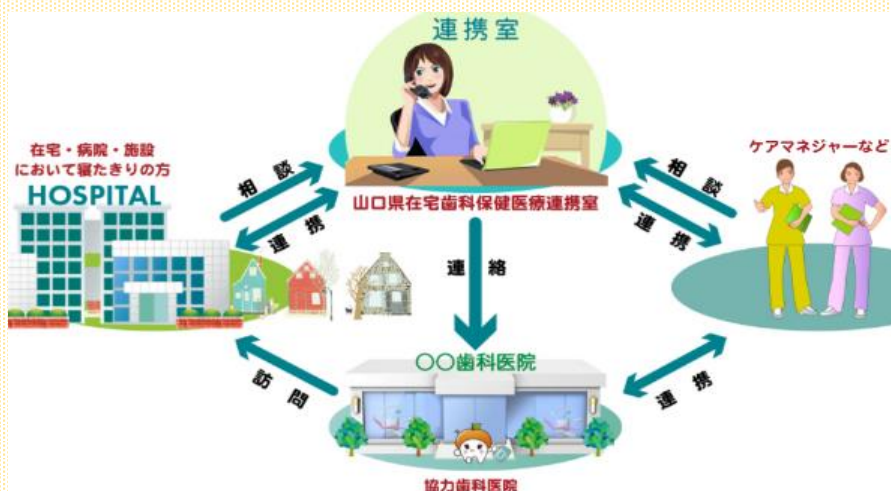 連携室
在宅・病院・施設
において寝たきりの方
HOSPITAL
ケアマネジャーなど
相談
連携
相談
連携
山口県在宅歯科保健医療連携室
連絡
〇〇歯科医院
訪問
連携
協力歯科医院